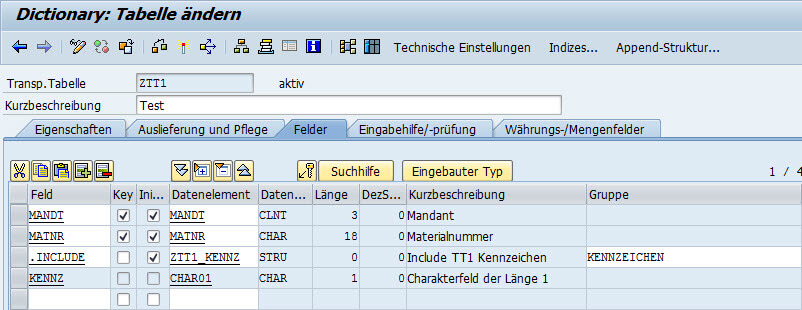 Dictionary: Tabelle ändern
Technische Einstellungen Indizes... Append-Struktur...
Transp.Tabelle ZTT1 aktiv
Kurzbeschreibung Test
Eigenschaften Auslieferung und Pflege Felder Eingabehilfe/-prüfung Währungs-/Mengenfelder
Suchhilfe Eingebauter Typ 1 / 4
Feld Key Ini... Datenelement Daten... Länge DezS... Kurzbeschreibung Gruppe
MANDT MANDT CLNT 3 0 Mandant
MATNR MATNR CHAR 18 0 Materialnummer
.INCLUDE ZTT1_KENNZ STRU 0 0 Include TT1 Kennzeichen KENNZEICHEN
KENNZ CHAR01 CHAR 1 0 Charakterfeld der Länge 1